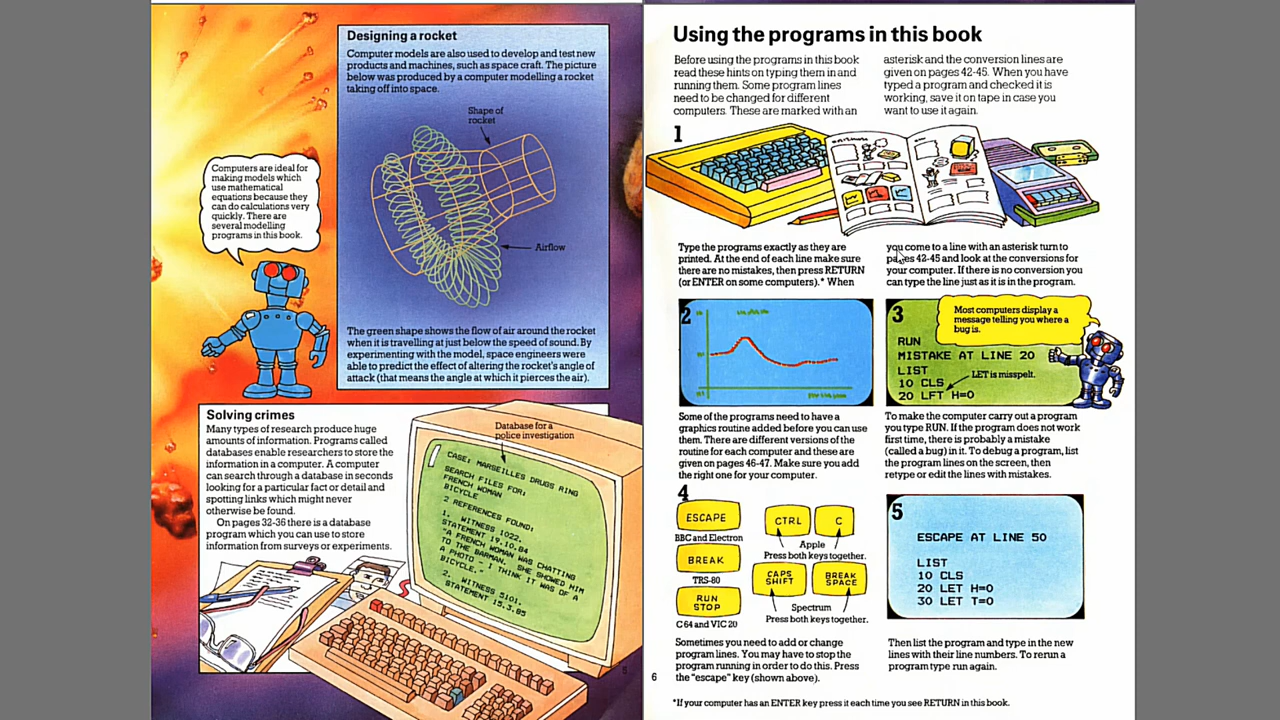 Designing a rocket
Computer models are also used to develop and test new
products and machines, such as space craft. The picture
below was produced by a computer modelling a rocket
taking off into space.
Shape of
rocket
Airflow
Computers are ideal for
making models which
use mathematical
equations because they
can do calculations very
quickly. There are
several modelling
programs in this book.
The green shape shows the flow of air around the rocket
when it is travelling at just below the speed of sound. By
experimenting with the model, space engineers were
able to predict the effect of altering the rocket's angle of
attack (that means the angle at which it pierces the air).
Solving crimes
Many types of research produce huge
amounts of information. Programs called
databases enable researchers to store the
information in a computer. A computer
can search through a database in seconds
looking for a particular fact or detail and
spotting links which might never
otherwise be found.
On pages 32-36 there is a database
program which you can use to store
information from surveys or experiments.
Database for a
police investigation
CASE: MARSEILLES DRUGS RING
SEARCH FILES FOR:
FRENCH WOMAN
BICYCLE
2 REFERENCES FOUND:
1. WITNESS 1022.
STATEMENT 19.1.84
"A FRENCH WOMAN WAS CHATTING
TO THE BARMAN. SHE SHOWED HIM
A PHOTO - I THINK IT WAS OF A
BICYCLE."
2. WITNESS 5101.
STATEMENT 15.3.85
5
Using the programs in this book
Before using the programs in this book
read these hints on typing them in and
running them. Some program lines
need to be changed for different
computers. These are marked with an
asterisk and the conversion lines are
given on pages 42-45. When you have
typed a program and checked it is
working, save it on tape in case you
want to use it again.
1
Type the programs exactly as they are
printed. At the end of each line make sure
there are no mistakes, then press RETURN
(or ENTER on some computers).* When
you come to a line with an asterisk turn to
pages 42-45 and look at the conversions for
your computer. If there is no conversion you
can type the line just as it is in the program.
2
Some of the programs need to have a
graphics routine added before you can use
them. There are different versions of the
routine for each computer and these are
given on pages 46-47. Make sure you add
the right one for your computer.
3
Most computers display a
message telling you where a
bug is.
RUN
MISTAKE AT LINE 20
LIST
10 CLS
LET is misspelt.
20 LFT H=0
To make the computer carry out a program
you type RUN. If the program does not work
first time, there is probably a mistake
(called a bug) in it. To debug a program, list
the program lines on the screen, then
retype or edit the lines with mistakes.
4
ESCAPE
BBC and Electron
BREAK
TRS-80
RUN
STOP
C64 and VIC 20
CTRL
C
Apple
Press both keys together.
CAPS
SHIFT
BREAK
SPACE
Spectrum
Press both keys together.
Sometimes you need to add or change
program lines. You may have to stop the
program running in order to do this. Press
the "escape" key (shown above).
5
ESCAPE AT LINE 50
LIST
10 CLS
20 LET H=0
30 LET T=0
Then list the program and type in the new
lines with their line numbers. To rerun a
program type run again.
6
*If your computer has an ENTER key press it each time you see RETURN in this book.